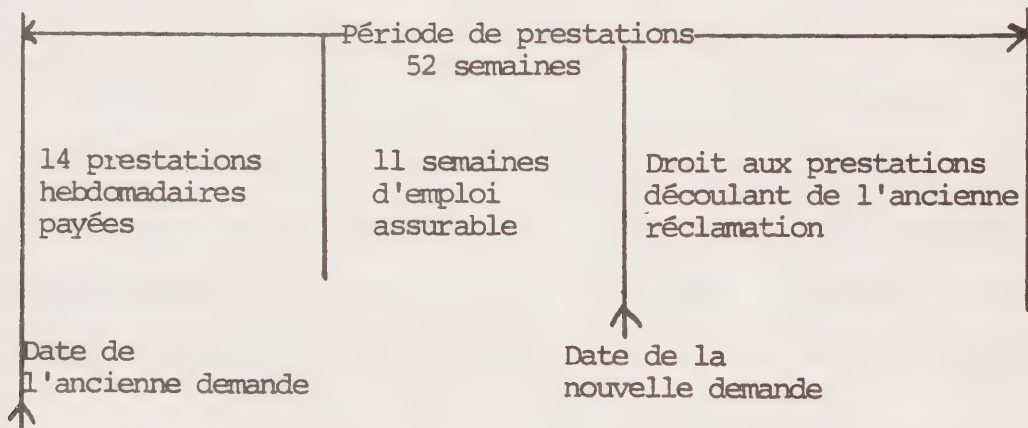 Période de prestations
52 semaines
14 prestations
hebdomadaires
payées
11 semaines
d'emploi
assurable
Droit aux prestations
découlant de l'ancienne
réclamation
Date de
l'ancienne demande
Date de la
nouvelle demande